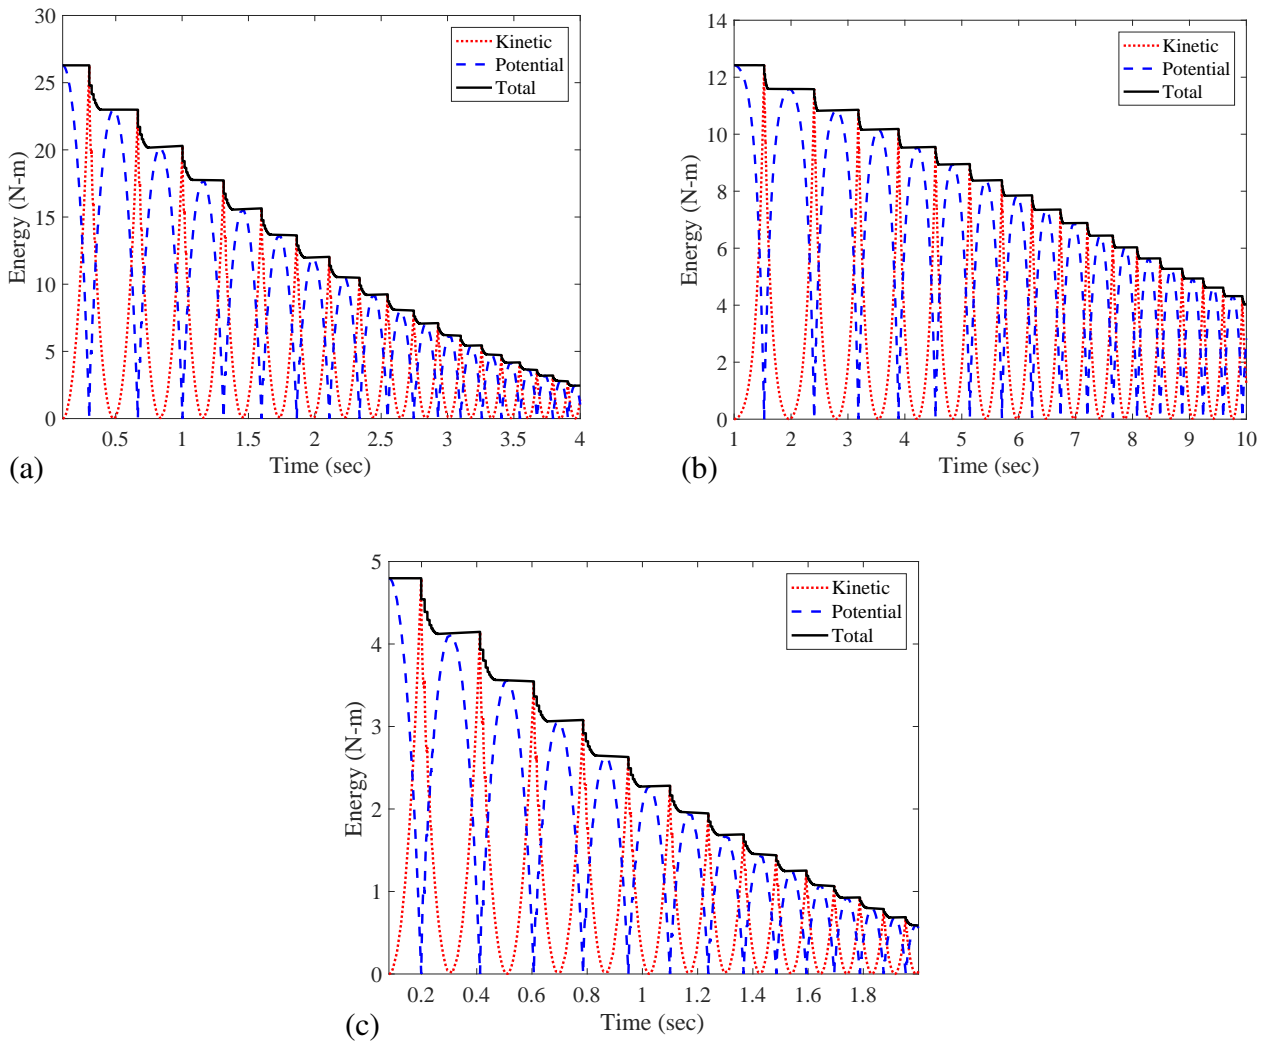 30
25
20
15
10
5
0
Energy (N-m)
Kinetic
Potential
Total
0.5 1 1.5 2 2.5 3 3.5 4
Time (sec)
(a)
14
12
10
8
6
4
2
0
Energy (N-m)
Kinetic
Potential
Total
1 2 3 4 5 6 7 8 9 10
Time (sec)
(b)
5
4
3
2
1
0
Energy (N-m)
Kinetic
Potential
Total
0.2 0.4 0.6 0.8 1 1.2 1.4 1.6 1.8
Time (sec)
(c)